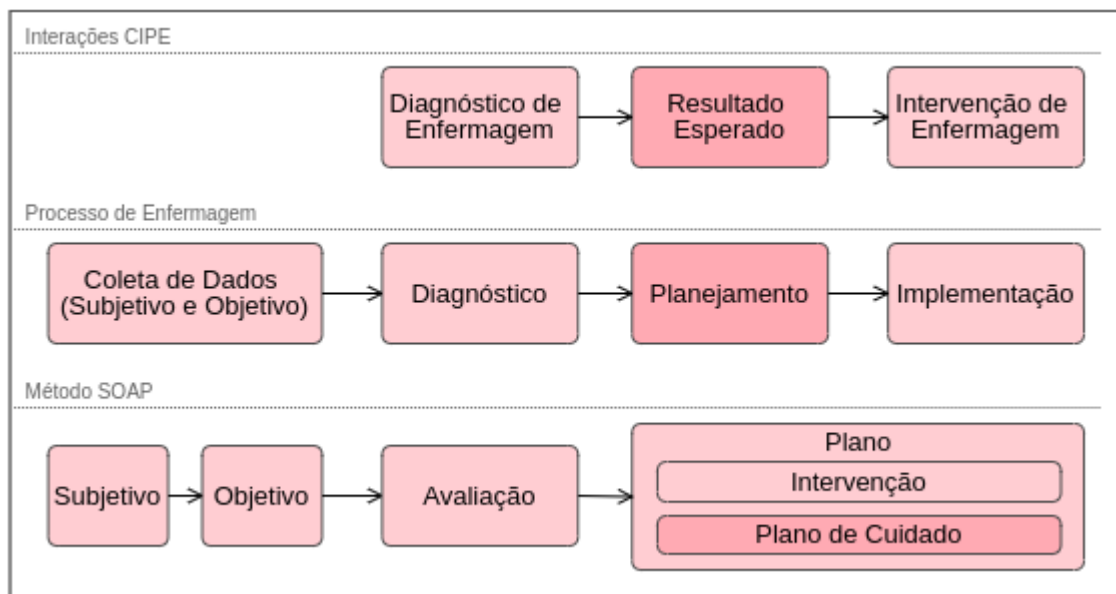 Interações CIPE
Diagnóstico de
Enfermagem
Resultado
Esperado
Intervenção de
Enfermagem
Processo de Enfermagem
Coleta de Dados
(Subjetivo e Objetivo)
Diagnóstico
Planejamento
Implementação
Método SOAP
Subjetivo
Objetivo
Avaliação
Plano
Intervenção
Plano de Cuidado